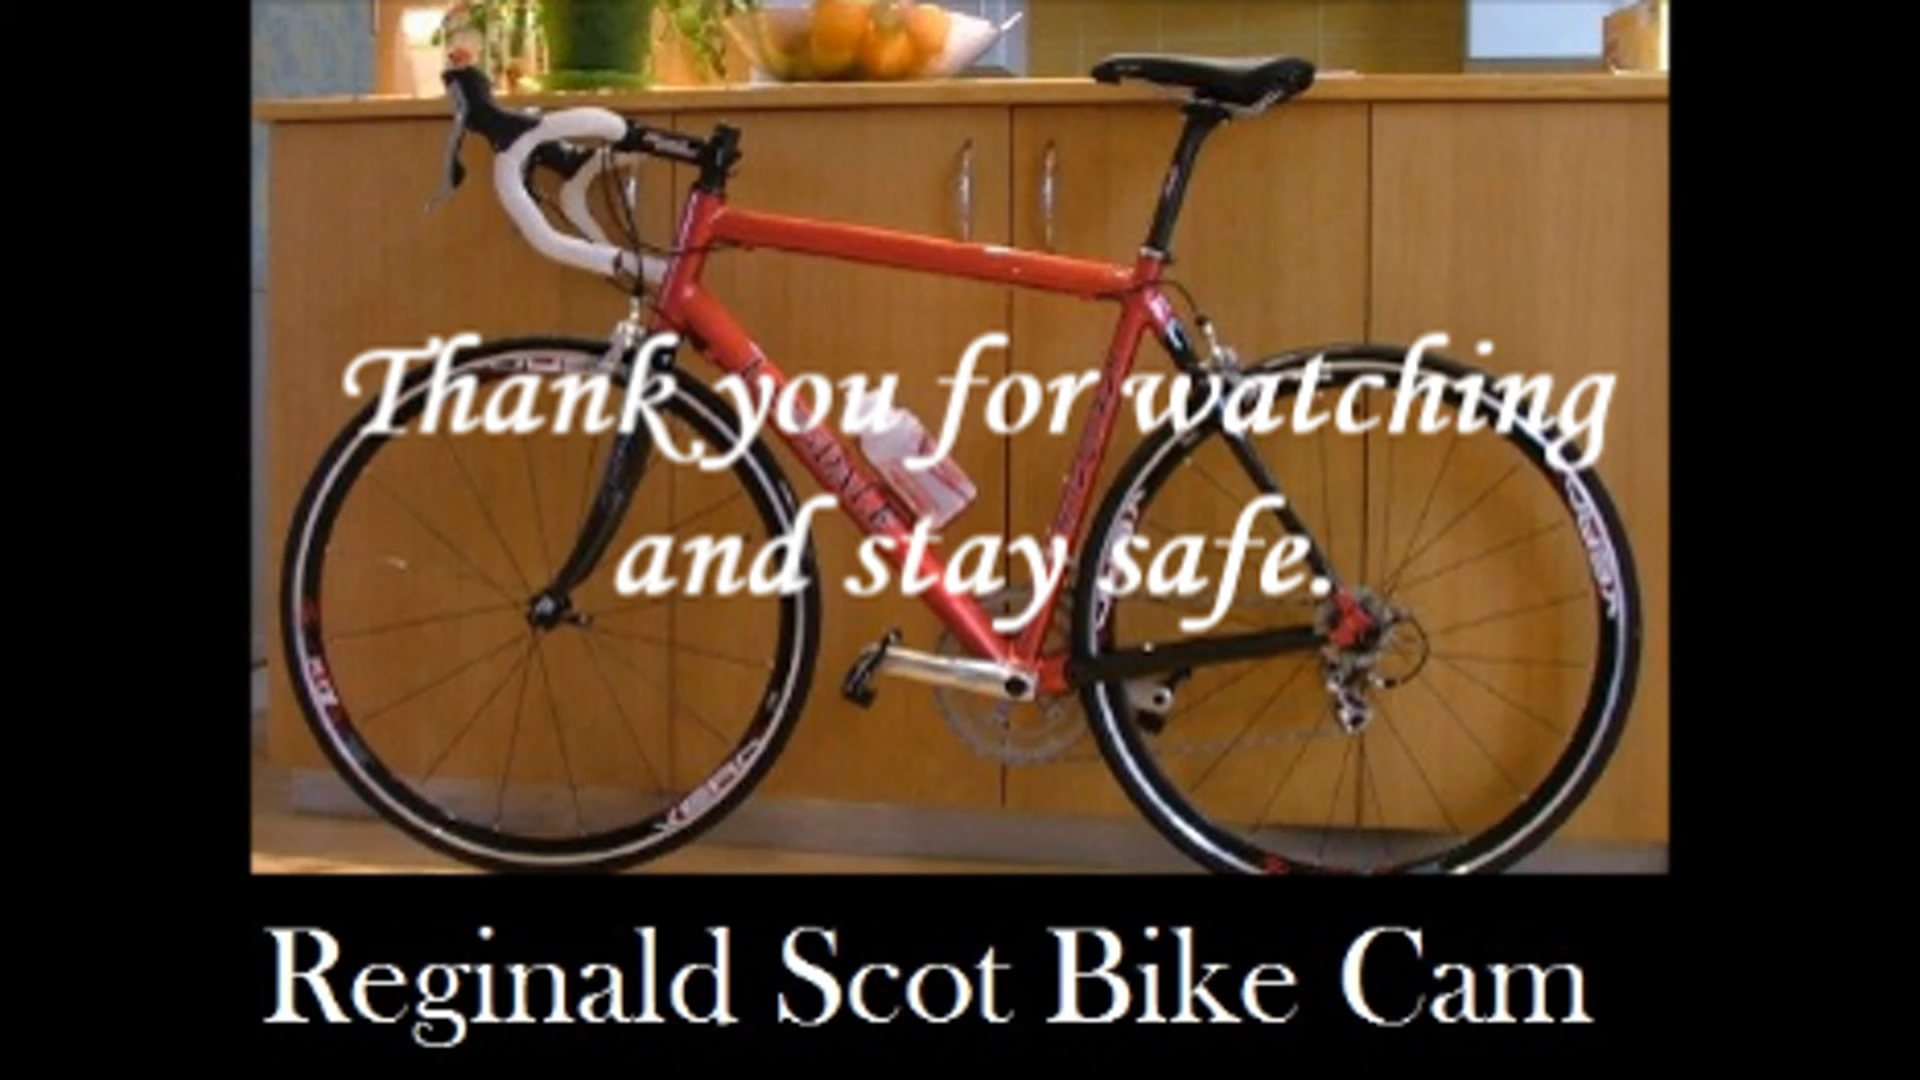 Thank you for watching
and stay safe.
Reginald Scot Bike Cam